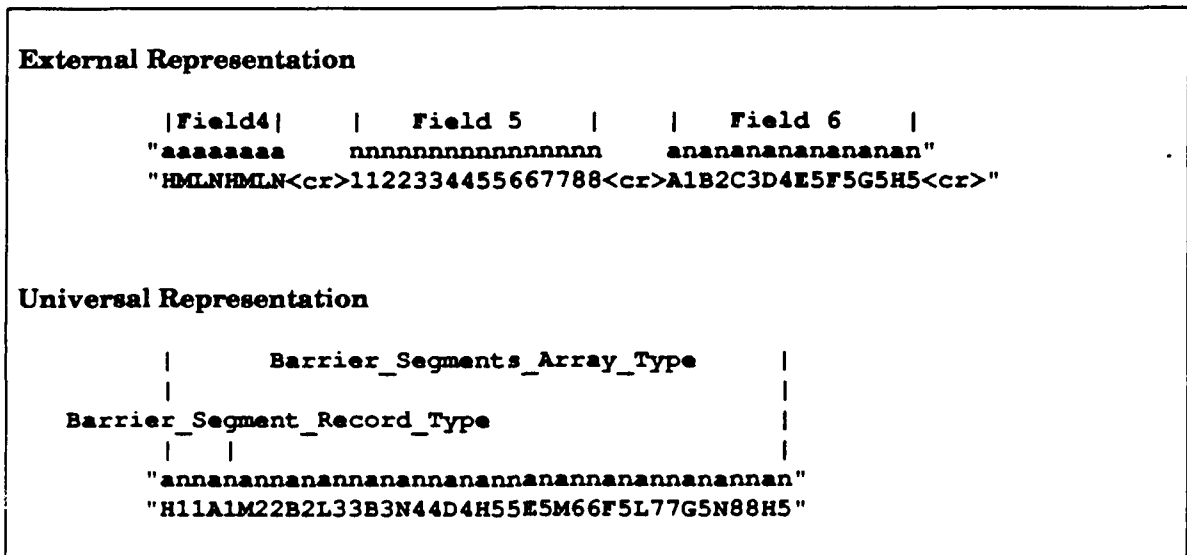 External Representation
|Field4| | Field 5 | | Field 6 |
"aaaaaaaa nnnnnnnnnnnnnnnn anananananananan"
"HMLNHMLN<cr>1122334455667788<cr>A1B2C3D4E5F5G5H5<cr>"
Universal Representation
| Barrier_Segments_Array_Type |
| |
Barrier_Segment_Record_Type |
| | |
"annanannanannanannanannanannanannanannan"
"H11A1M22B2L33B3N44D4H55E5M66F5L77G5N88H5"